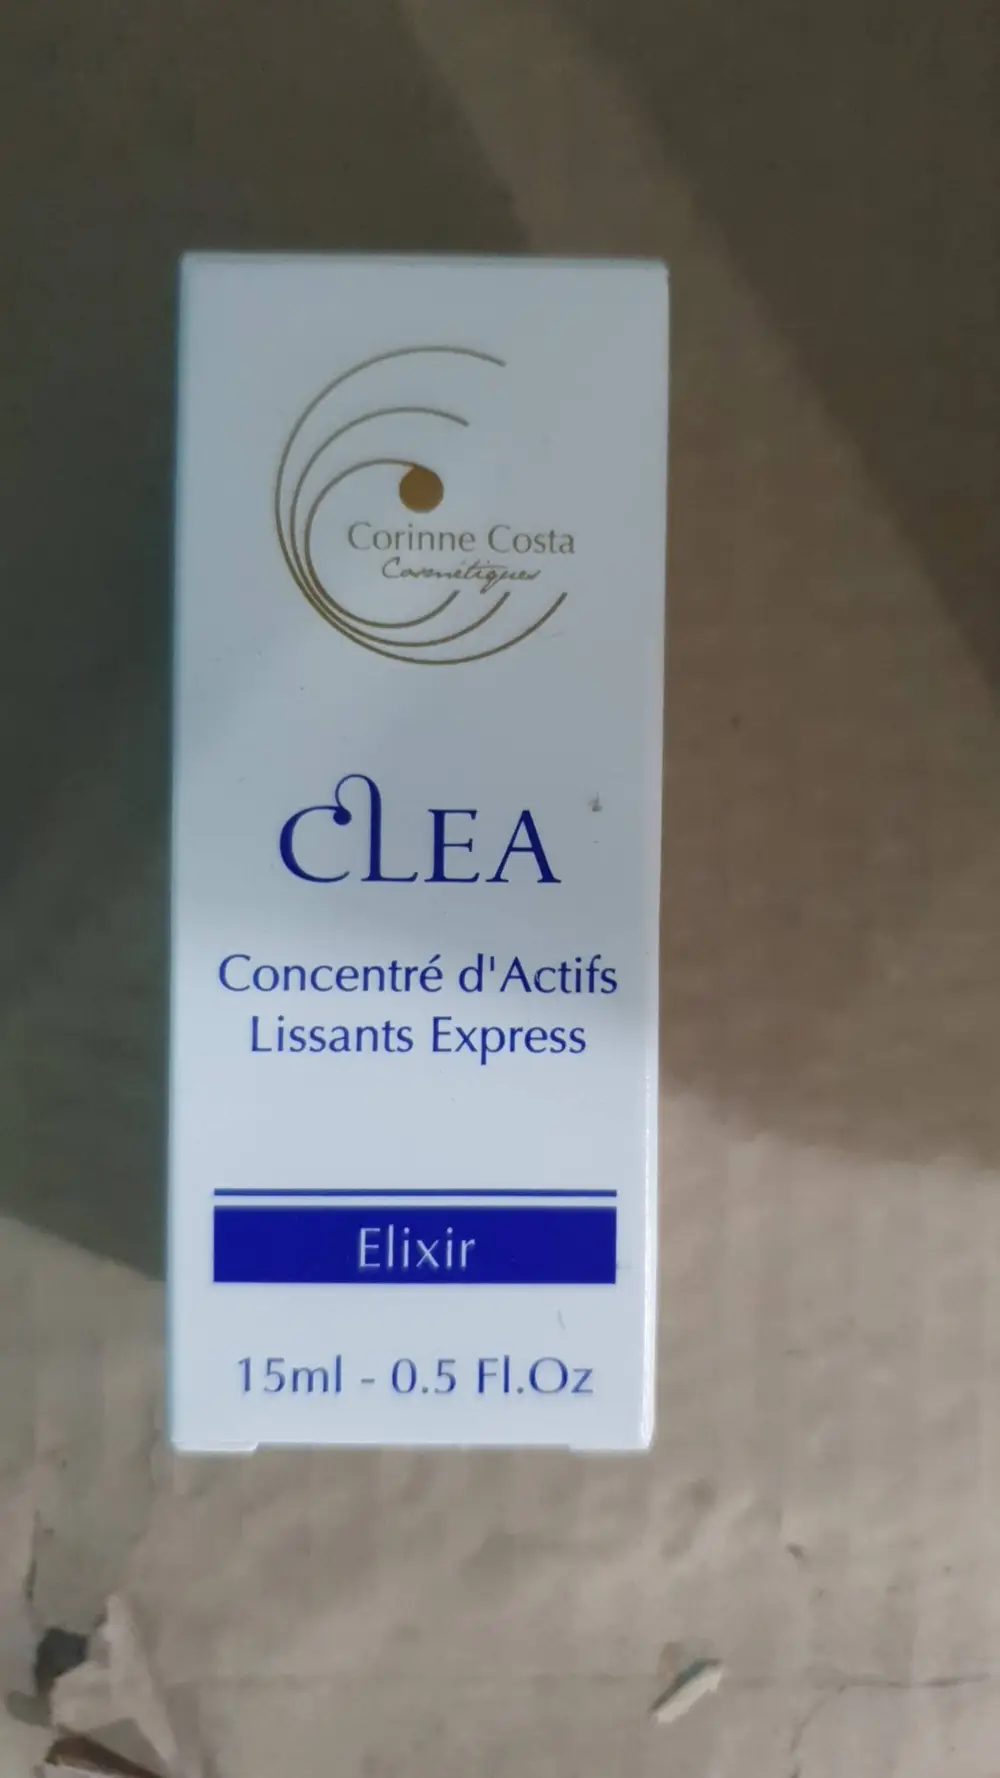 Corinne Costa
Cosmétiques
CLEA
Concentré d'Actifs
Lissants Express
Elixir
15ml - 0.5 Fl.Oz